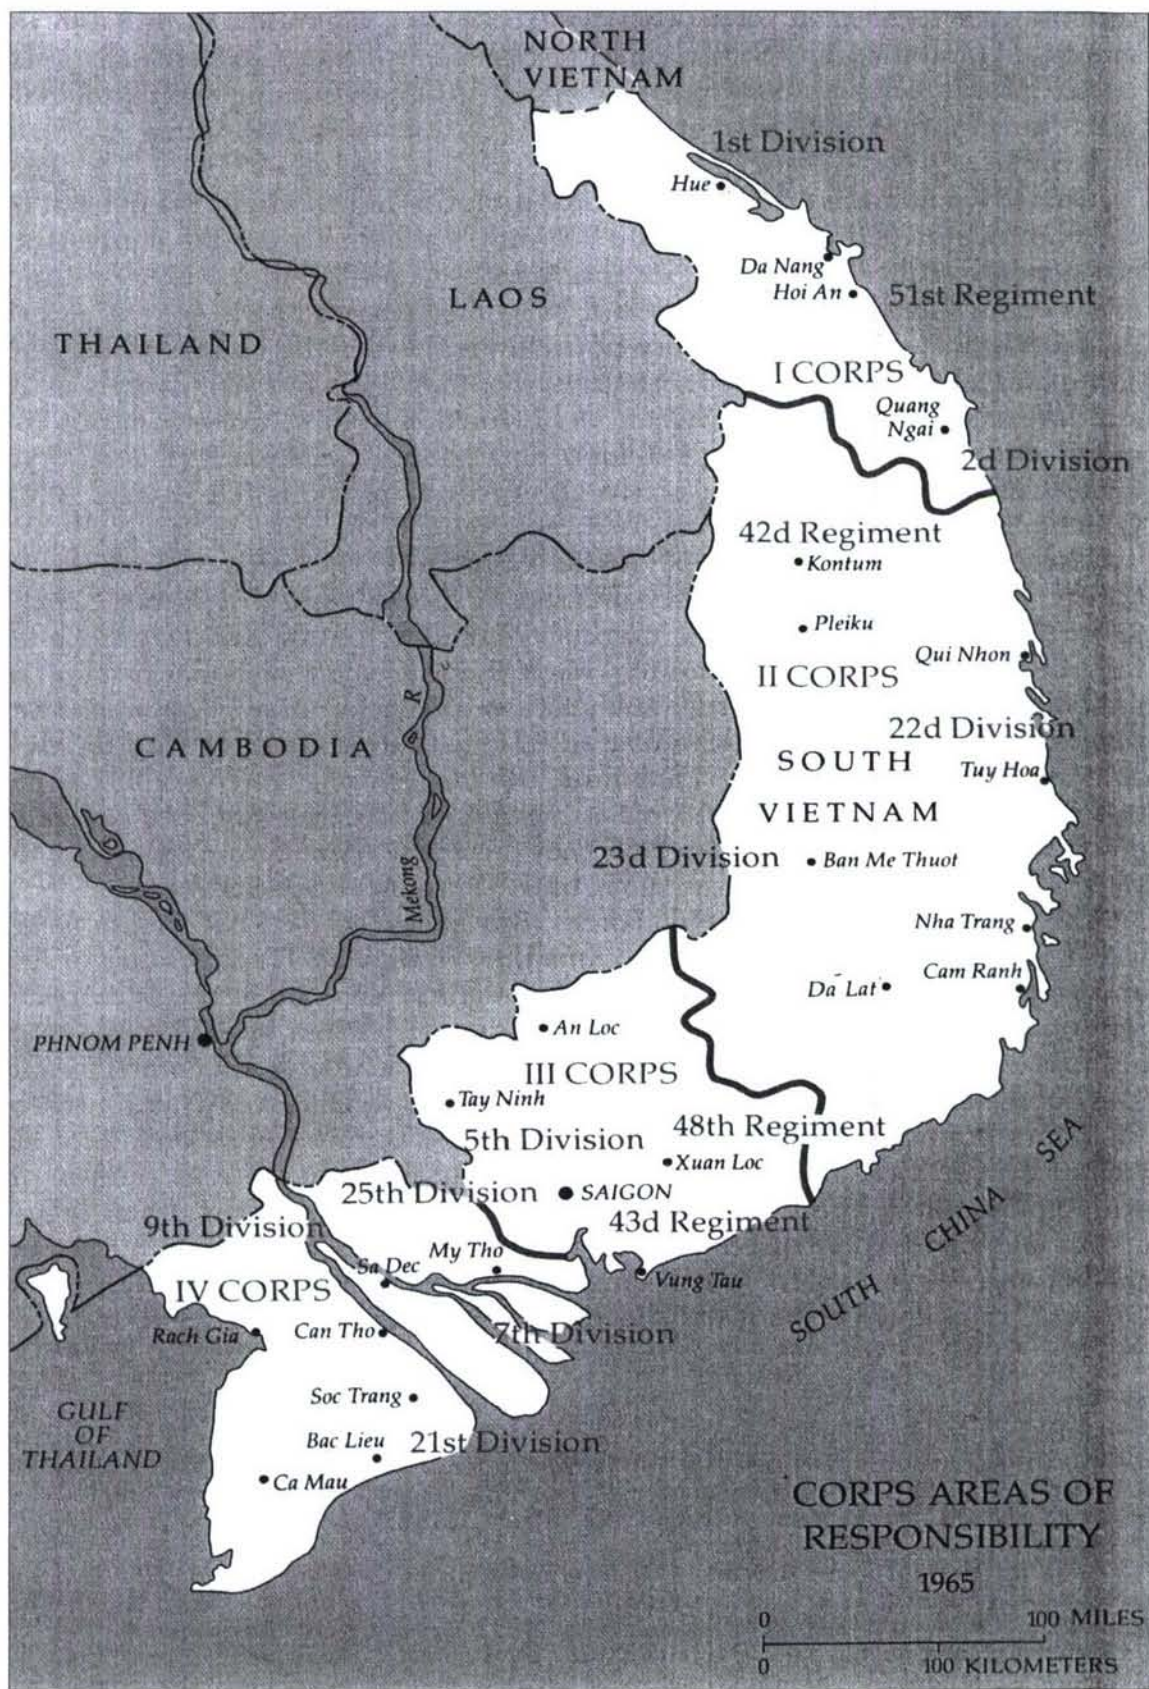 NORTH
VIETNAM
1st Division
Hue
Da Nang
Hoi An
51st Regiment
LAOS
THAILAND
I CORPS
Quang
Ngai
2d Division
42d Regiment
Kontum
Pleiku
Qui Nhon
II CORPS
R
22d Division
CAMBODIA
SOUTH
Tuy Hoa
VIETNAM
23d Division
Ban Me Thuot
Mekong
Nha Trang
Cam Ranh
Da Lat
An Loc
PHNOM PENH
III CORPS
Tay Ninh
48th Regiment
5th Division
Xuan Loc
25th Division
SAIGON
9th Division
43d Regiment
My Tho
Sa Dec
Vung Tau
IV CORPS
Rach Gia
Can Tho
7th Division
SOUTH CHINA SEA
Soc Trang
GULF
OF
THAILAND
Bac Lieu
21st Division
Ca Mau
CORPS AREAS OF
RESPONSIBILITY
1965
0 100 MILES
0 100 KILOMETERS